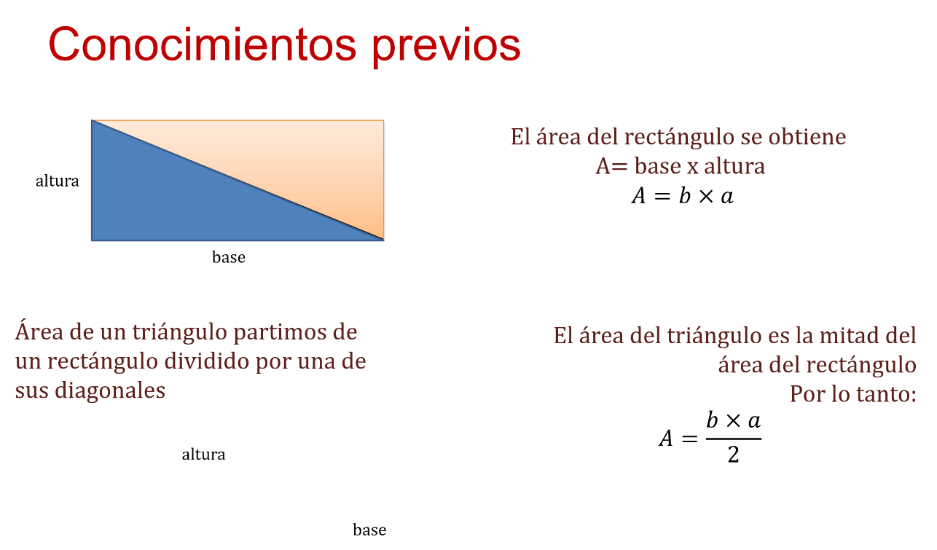 Conocimientos previos
altura
base
El área del rectángulo se obtiene
A= base x altura
A = b × a
Área de un triángulo partimos de
un rectángulo dividido por una de
sus diagonales
altura
base
El área del triángulo es la mitad del
área del rectángulo
Por lo tanto:
A = b × a / 2